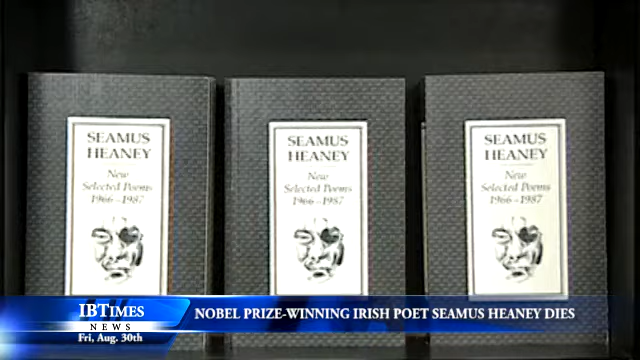 SEAMUS
HEANEY
New
Selected Poems
1966-1987
SEAMUS
HEANEY
New
Selected Poems
1966-1987
SEAMUS
HEANEY
New
Selected Poems
1966-1987
IBTIMES
NEWS
Fri, Aug. 30th
NOBEL PRIZE-WINNING IRISH POET SEAMUS HEANEY DIES